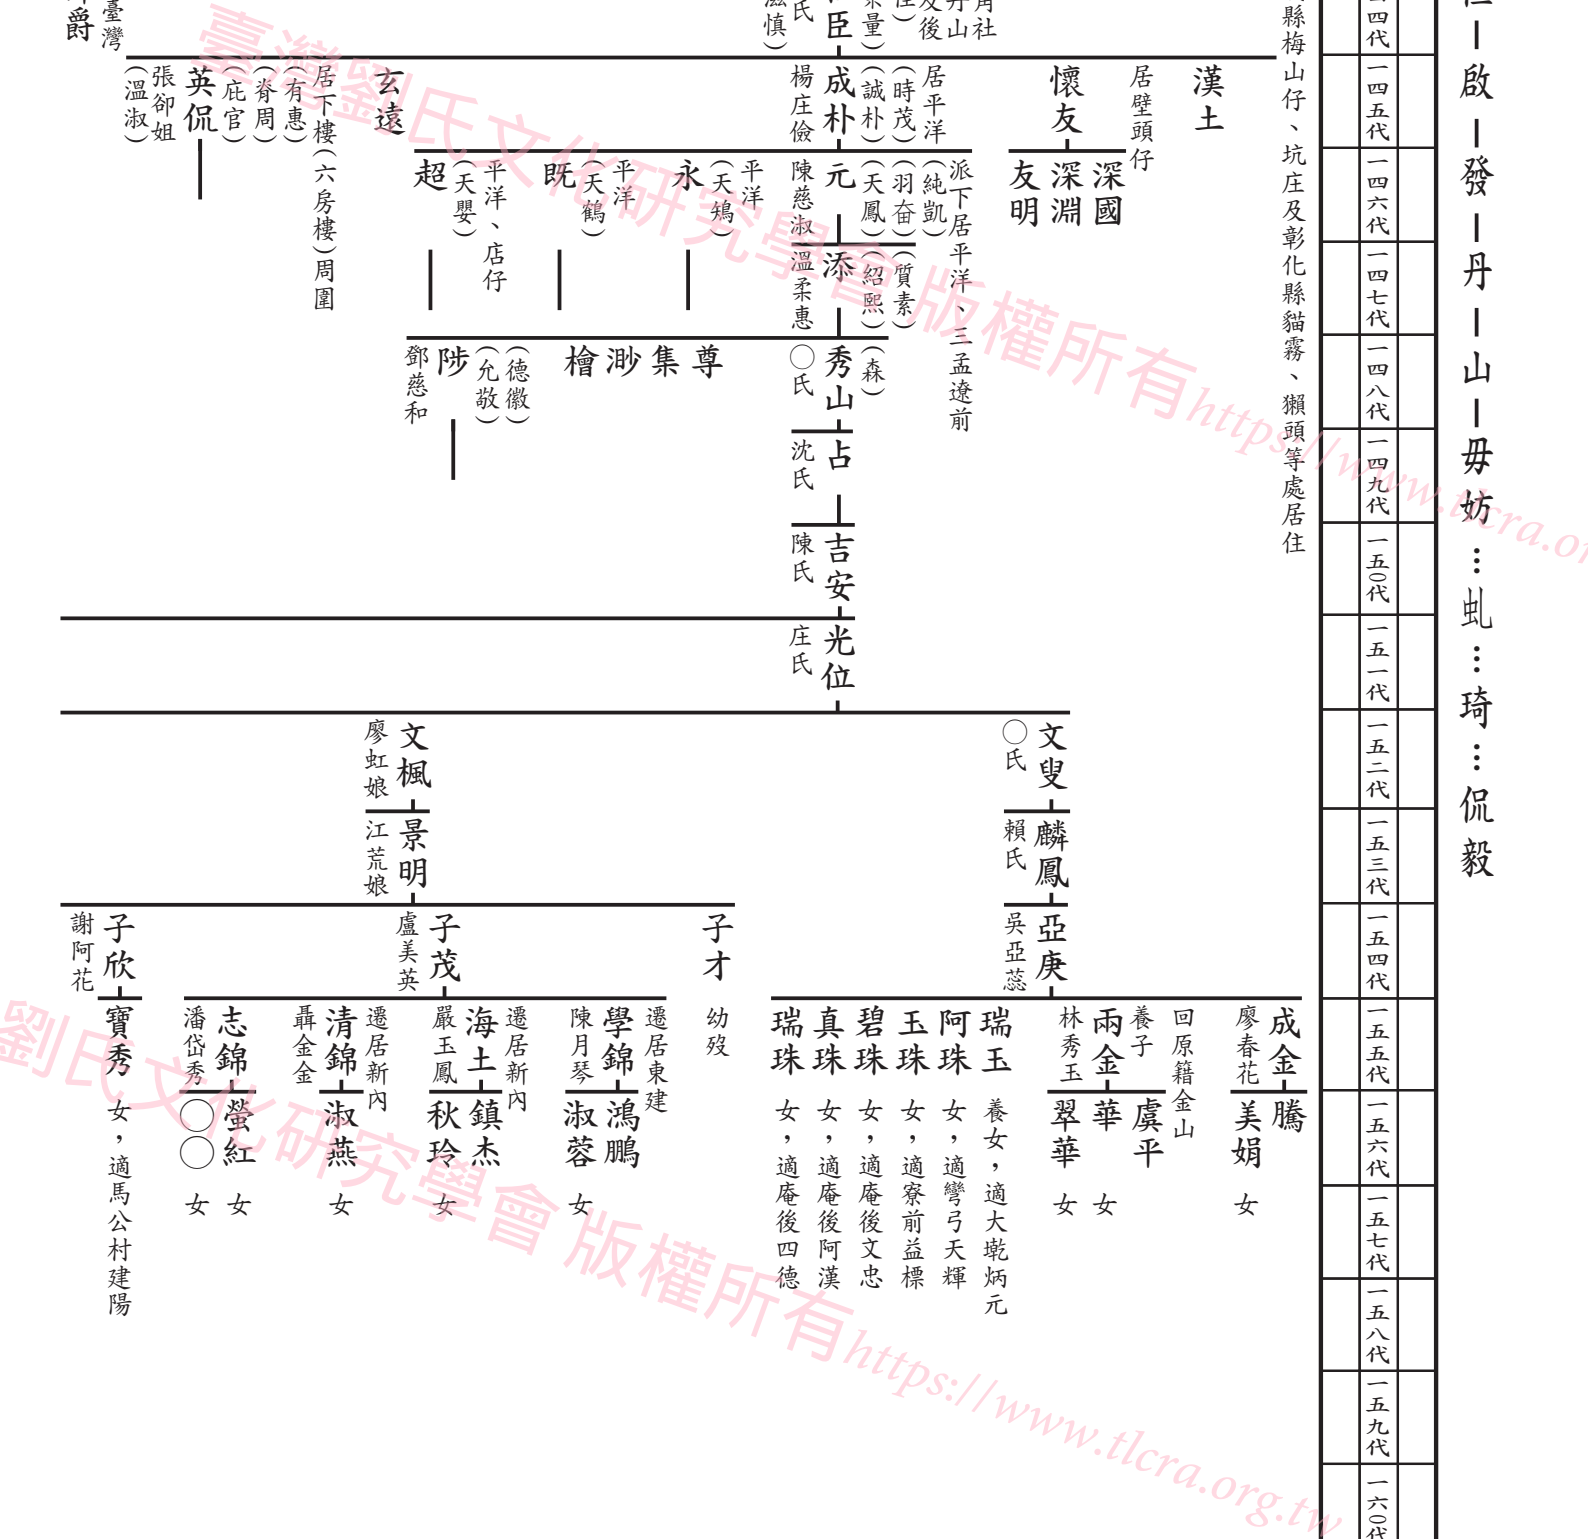 啟｜發｜丹｜山｜毋妨…虬…琦…侃毅
一四五代
一四六代
一四七代
一四八代
一四九代
一五○代
一五一代
一五二代
一五三代
一五四代
一五五代
一五六代
一五七代
一五八代
一五九代
一六○代
縣梅山仔、坑庄及彰化縣貓霧、獺頭等處居住
臣
臺灣
爵
漢土
居壁頭仔
懷友
居平洋
(時茂)
(誠朴)
成朴
楊庄儉
玄遠
居下樓(六房樓)周圍
(有惠)
(脊周)
(庇官)
英侃
張卻姐
(溫淑)
深國
深淵
友明
派下居平洋、三孟遼前
(純凱)
(羽奋)
(天鳳)
元
陳慈淑
平洋
(天鴆)
永
平洋
(天鶴)
既
平洋、店仔
(天嬰)
超
(質素)
(紹熙)
添
溫柔惠
(森)
秀山
○氏
尊
集
渺
檜
(德徽)
(允敬)
陟
鄧慈和
占
沈氏
吉安
陳氏
光位
庄氏
文叟
○氏
文楓
廖虹娘
麟鳳
賴氏
景明
江荒娘
亞庚
吳亞蕊
子才 幼歿
子茂
盧美英
子欣
謝阿花
成金
廖春花
回原籍金山
養子
兩金
林秀玉
瑞玉 養女，適大乾炳元
阿珠 女，適彎弓天輝
玉珠 女，適寮前益標
碧珠 女，適庵後文忠
真珠 女，適庵後阿漢
瑞珠 女，適庵後四德
遷居東建
學錦
陳月琴
遷居新內
海土
嚴玉鳳
遷居新內
清錦
聶金金
志錦
潘岱秀
寶秀 女，適馬公村建陽
騰
美娟 女
虞平
華 女
翠華 女
鴻鵬
淑蓉 女
鎮杰
秋玲 女
淑燕 女
螢紅 女
○○ 女
臺灣劉氏文化研究學會 版權所有https://www.tlcra.or
劉氏文化研究學會 版權所有https://www.tlcra.org.tw